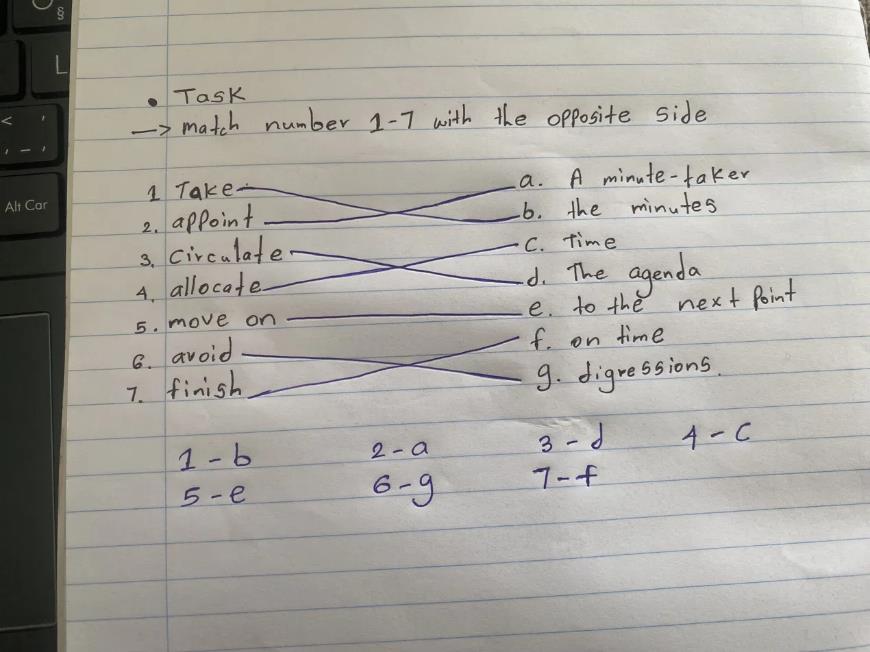 • Task
→ match number 1-7 with the opposite side
1 Take a. A minute-taker
2. appoint b. the minutes
3. Circulate c. Time
4. allocate d. The agenda
5. move on e. to the next point
6. avoid f. on time
7. finish g. digressions.
1 - b 2 - a 3 - d 4 - c
5 - e 6 - g 7 - f
§
L
<
Alt Car